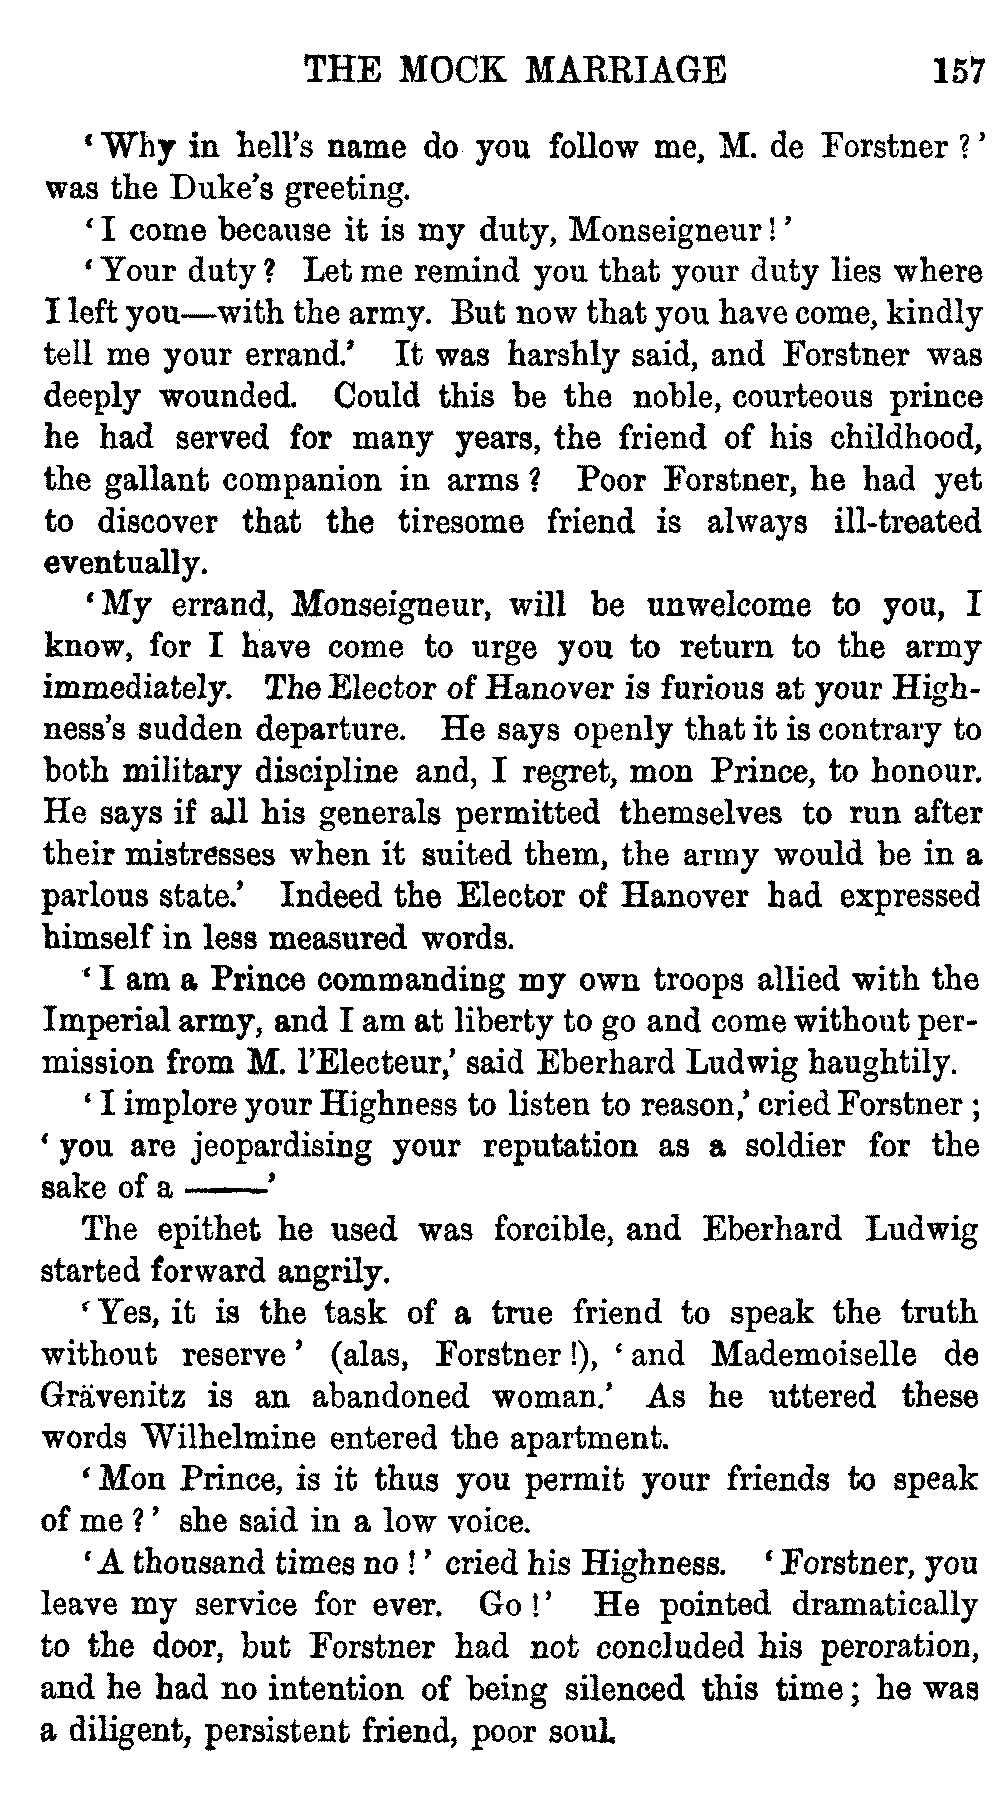 THE MOCK MARRIAGE 157
‘Why in hell's name do you follow me, M. de Forstner?’
was the Duke's greeting.
‘I come because it is my duty, Monseigneur!’
‘Your duty? Let me remind you that your duty lies where
I left you—with the army. But now that you have come, kindly
tell me your errand.’ It was harshly said, and Forstner was
deeply wounded. Could this be the noble, courteous prince
he had served for many years, the friend of his childhood,
the gallant companion in arms? Poor Forstner, he had yet
to discover that the tiresome friend is always ill-treated
eventually.
‘My errand, Monseigneur, will be unwelcome to you, I
know, for I have come to urge you to return to the army
immediately. The Elector of Hanover is furious at your High-
ness's sudden departure. He says openly that it is contrary to
both military discipline and, I regret, mon Prince, to honour.
He says if all his generals permitted themselves to run after
their mistresses when it suited them, the army would be in a
parlous state.’ Indeed the Elector of Hanover had expressed
himself in less measured words.
‘I am a Prince commanding my own troops allied with the
Imperial army, and I am at liberty to go and come without per-
mission from M. l'Electeur,’ said Eberhard Ludwig haughtily.
‘I implore your Highness to listen to reason,’ cried Forstner;
‘you are jeopardising your reputation as a soldier for the
sake of a ——’
The epithet he used was forcible, and Eberhard Ludwig
started forward angrily.
‘Yes, it is the task of a true friend to speak the truth
without reserve’ (alas, Forstner!), ‘and Mademoiselle de
Grävenitz is an abandoned woman.’ As he uttered these
words Wilhelmine entered the apartment.
‘Mon Prince, is it thus you permit your friends to speak
of me?’ she said in a low voice.
‘A thousand times no!’ cried his Highness. ‘Forstner, you
leave my service for ever. Go!’ He pointed dramatically
to the door, but Forstner had not concluded his peroration,
and he had no intention of being silenced this time; he was
a diligent, persistent friend, poor soul.